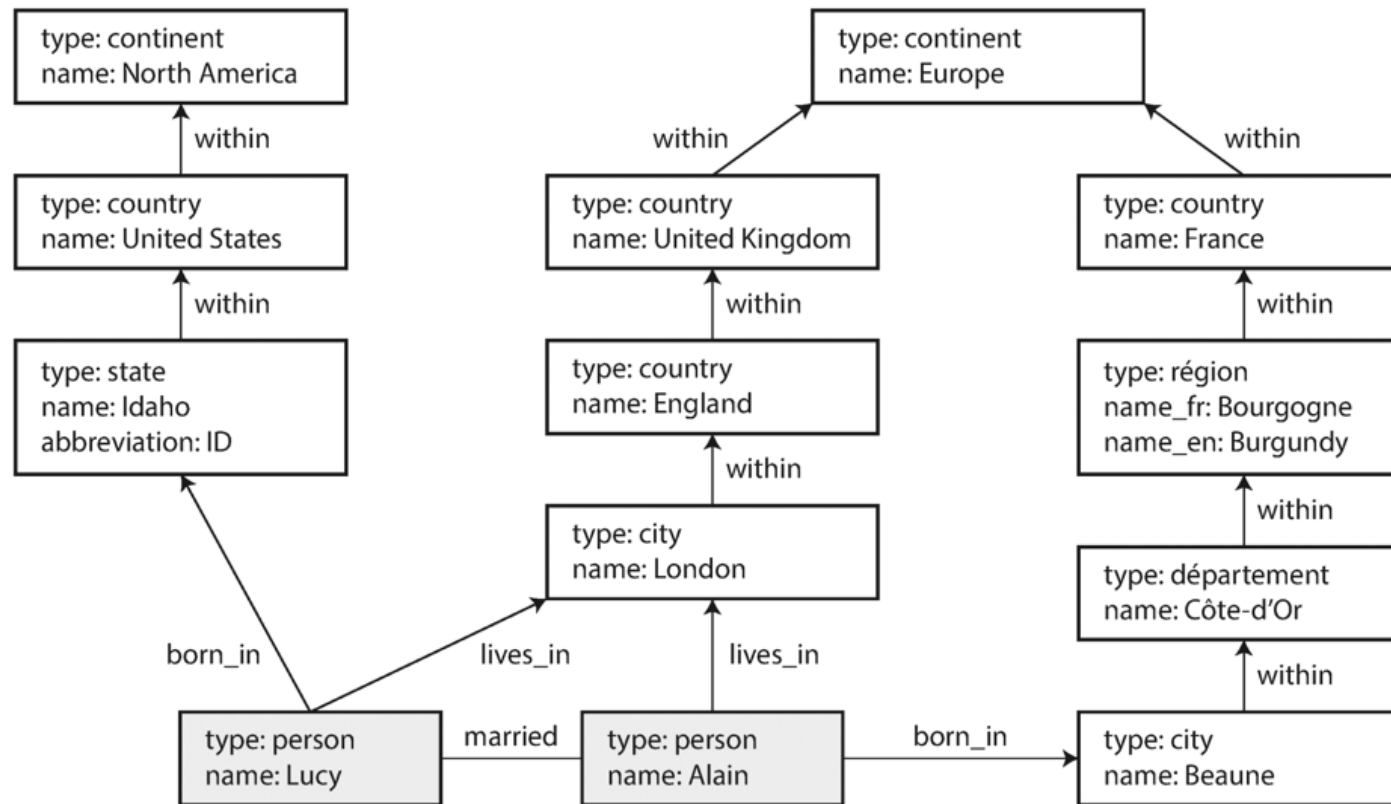 type: continent
name: North America
type: continent
name: Europe
within
within
within
type: country
name: United States
type: country
name: United Kingdom
type: country
name: France
within
within
within
type: state
name: Idaho
abbreviation: ID
type: country
name: England
type: région
name_fr: Bourgogne
name_en: Burgundy
within
within
type: city
name: London
type: département
name: Côte-d'Or
born_in
lives_in
lives_in
within
type: person
name: Lucy
married
type: person
name: Alain
born_in
type: city
name: Beaune